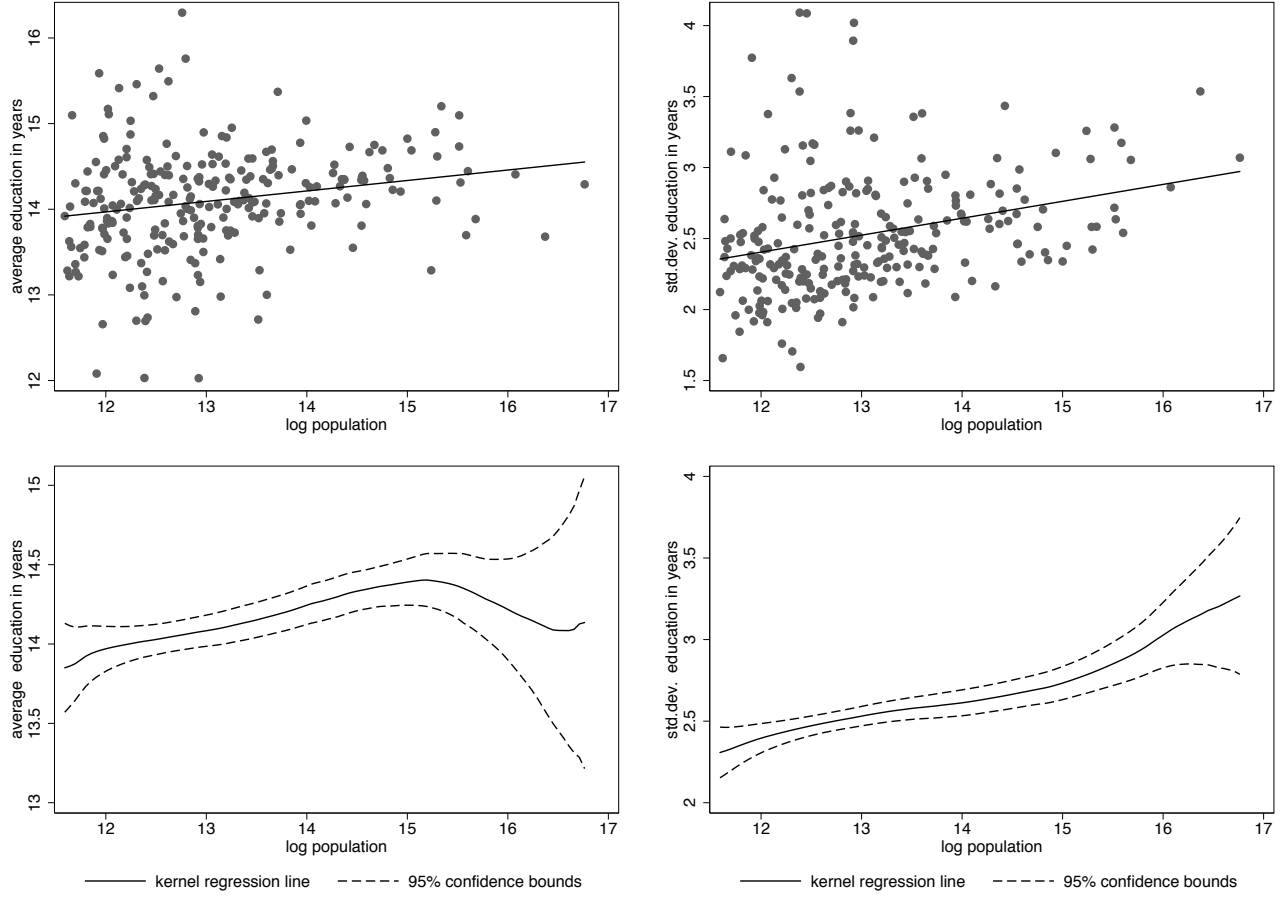 average education in years
16
15
14
13
12
12 13 14 15 16 17
log population
std.dev. education in years
4
3.5
3
2.5
2
1.5
12 13 14 15 16 17
log population
average education in years
15
14.5
14
13.5
13
12 13 14 15 16 17
log population
kernel regression line 95% confidence bounds
std.dev. education in years
4
3.5
3
2.5
2
12 13 14 15 16 17
log population
kernel regression line 95% confidence bounds